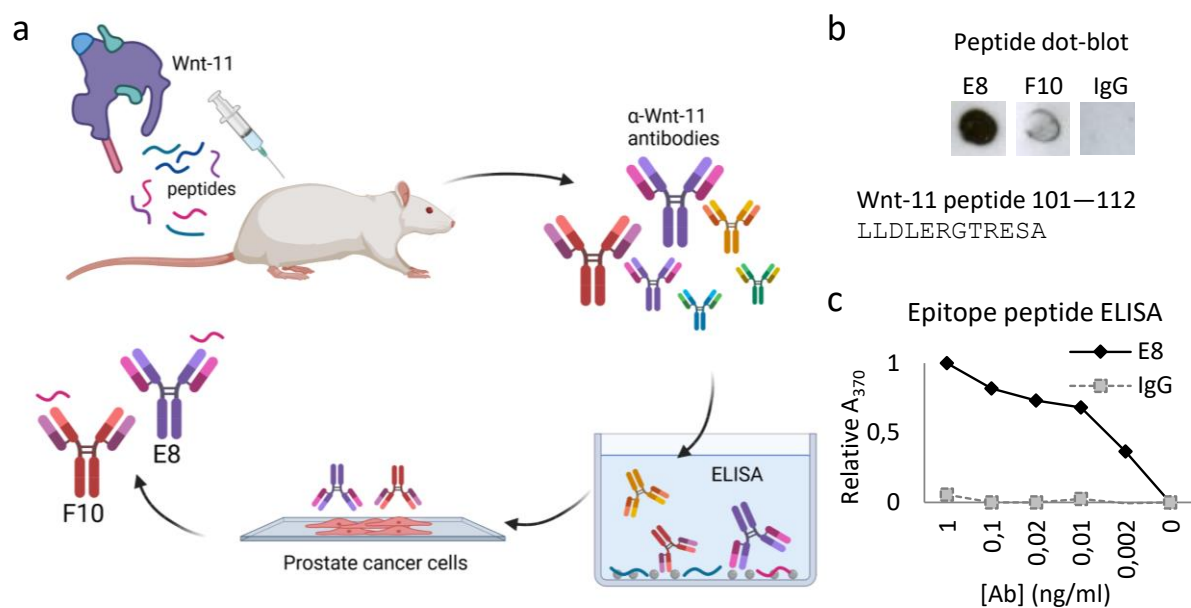 a
Wnt-11
peptides
α-Wnt-11
antibodies
ELISA
Prostate cancer cells
E8
F10
b
Peptide dot-blot
E8 F10 IgG
Wnt-11 peptide 101—112
LLDLERGTRESA
c
Epitope peptide ELISA
E8
IgG
Relative A370
1
0,5
0
1 0,1 0,02 0,01 0,002 0
[Ab] (ng/ml)